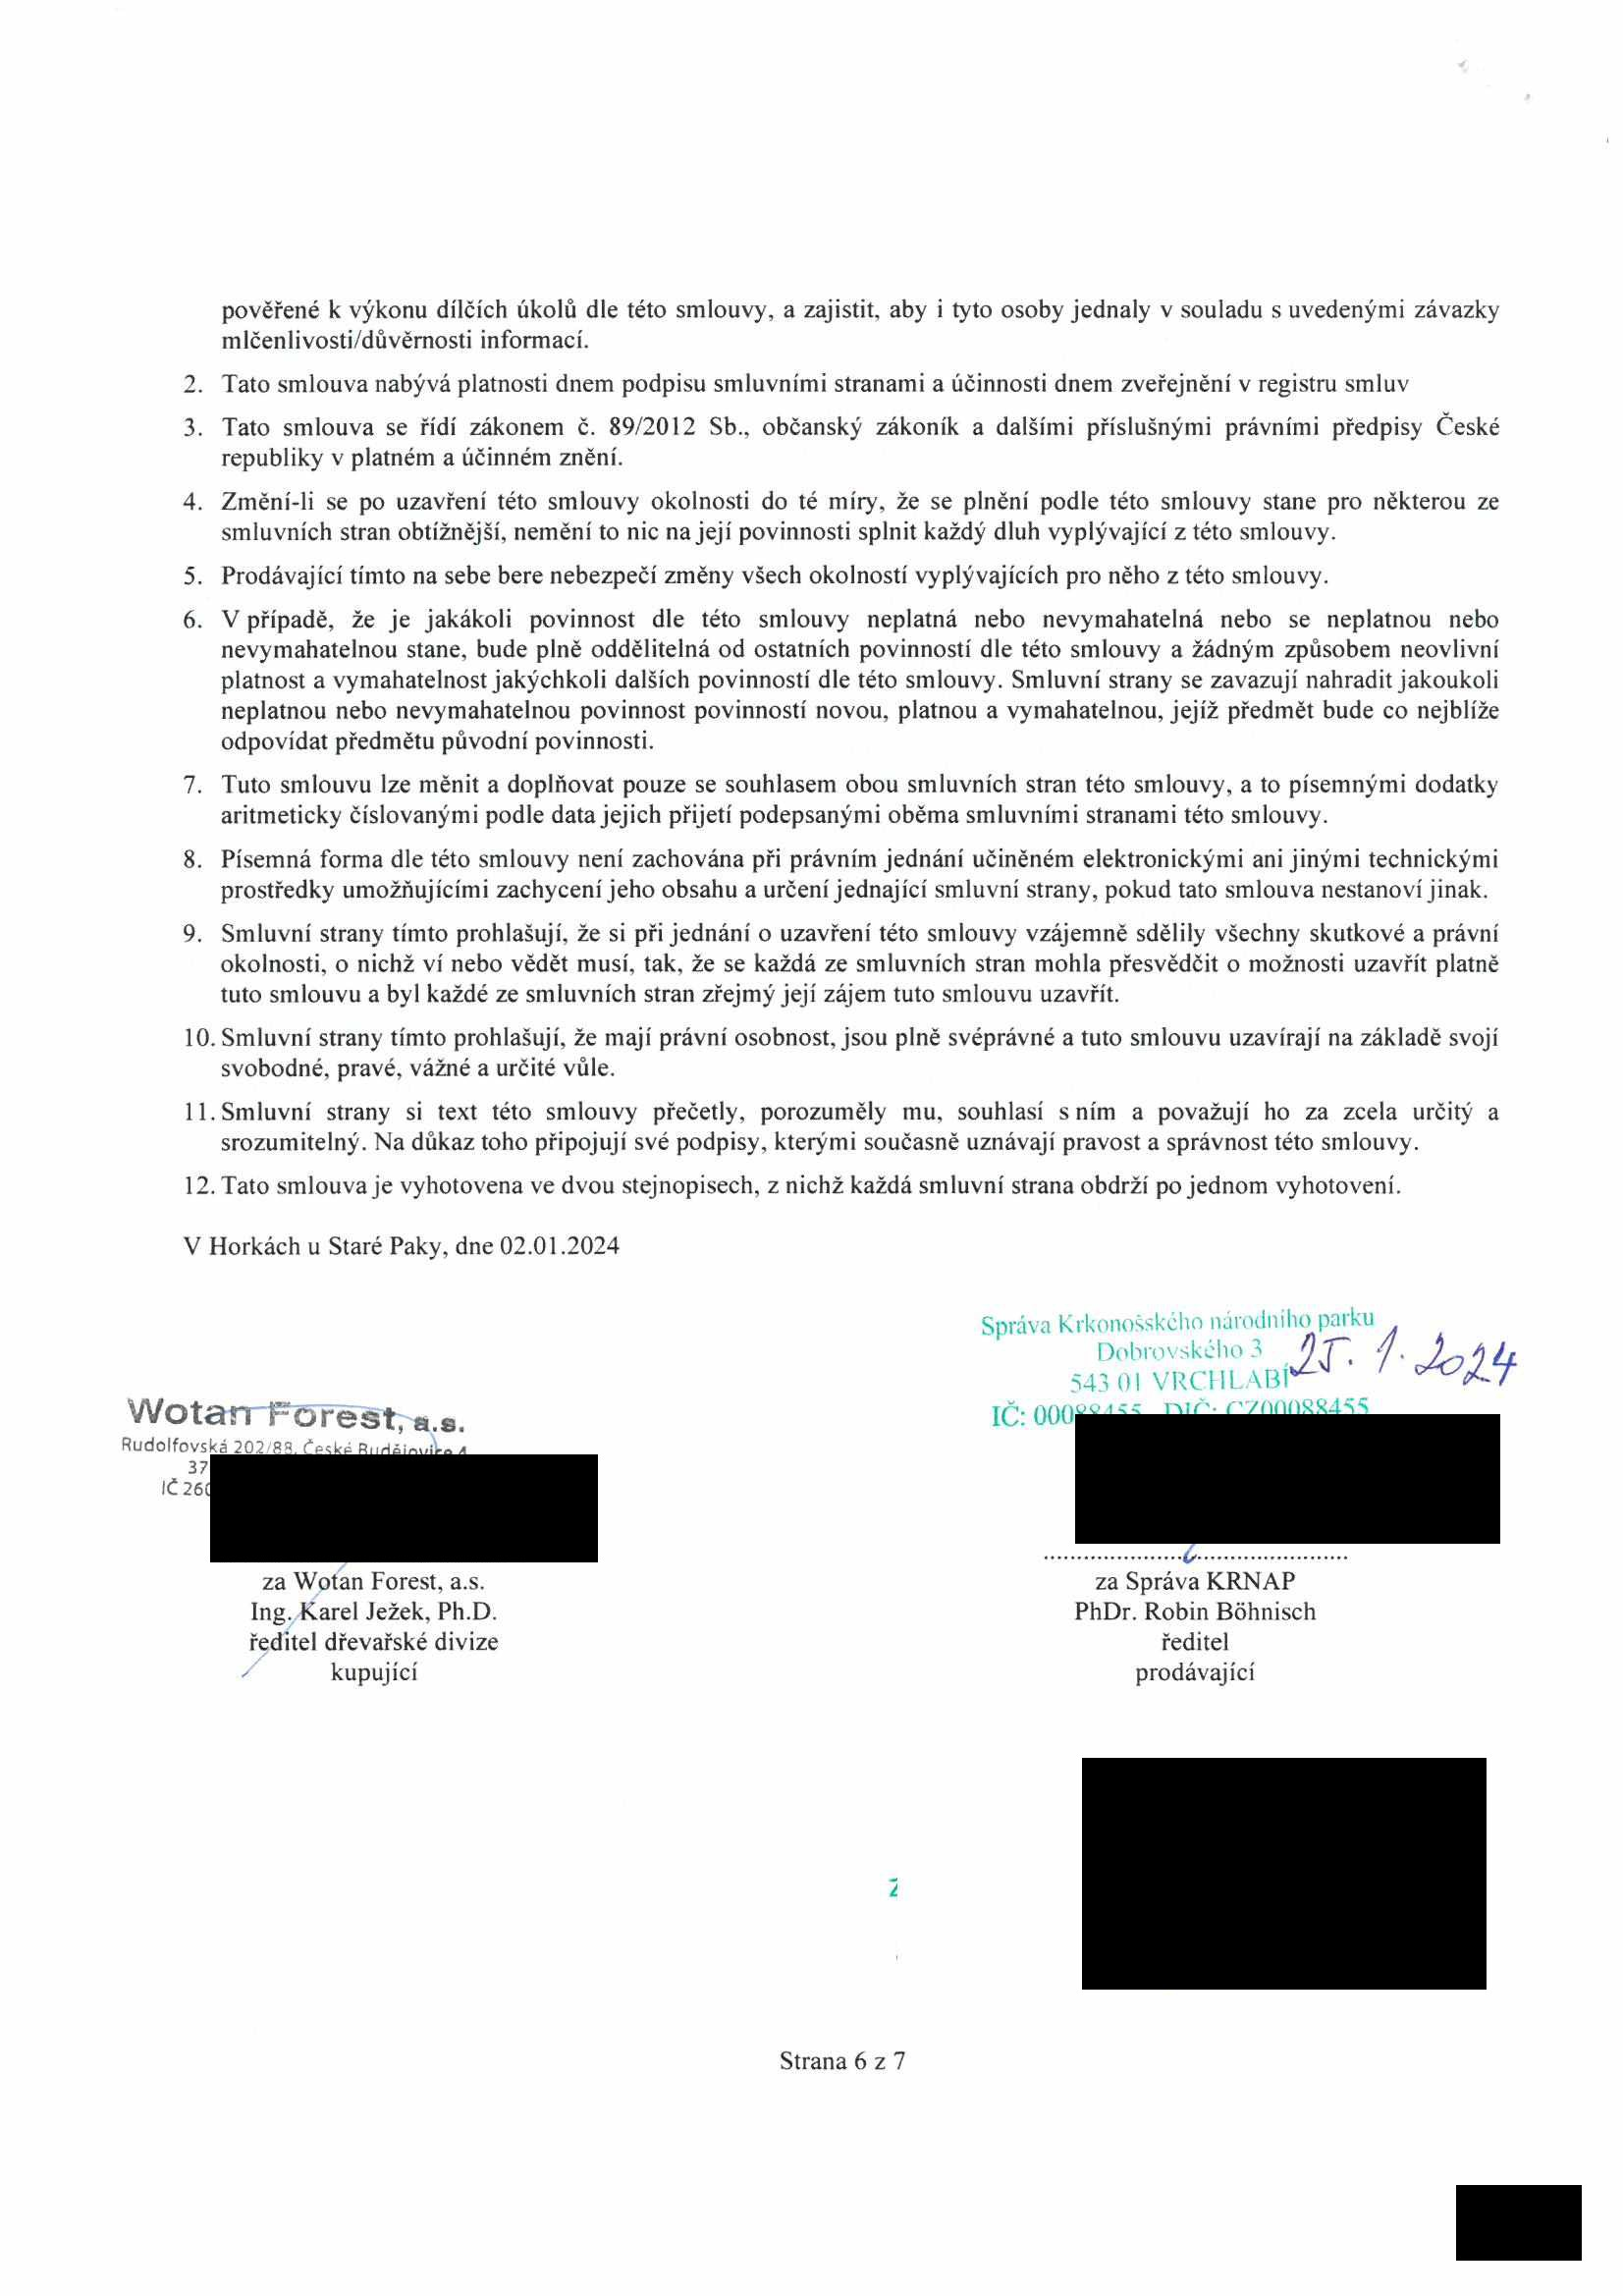 pověřené k výkonu dílčích úkolů dle této smlouvy, a zajistit, aby i tyto osoby jednaly v souladu s uvedenými závazky
mlčenlivosti/důvěrnosti informací.
2. Tato smlouva nabývá platnosti dnem podpisu smluvními stranami a účinnosti dnem zveřejnění v registru smluv
3. Tato smlouva se řídí zákonem č. 89/2012 Sb., občanský zákoník a dalšími příslušnými právními předpisy České
republiky v platném a účinném znění.
4. Změní-li se po uzavření této smlouvy okolnosti do té míry, že se plnění podle této smlouvy stane pro některou ze
smluvních stran obtížnější, nemění to nic na její povinnosti splnit každý dluh vyplývající z této smlouvy.
5. Prodávající tímto na sebe bere nebezpečí změny všech okolností vyplývajících pro něho z této smlouvy.
6. V případě, že je jakákoli povinnost dle této smlouvy neplatná nebo nevymahatelná nebo se neplatnou nebo
nevymahatelnou stane, bude plně oddělitelná od ostatních povinností dle této smlouvy a žádným způsobem neovlivní
platnost a vymahatelnost jakýchkoli dalších povinností dle této smlouvy. Smluvní strany se zavazují nahradit jakoukoli
neplatnou nebo nevymahatelnou povinnost povinností novou, platnou a vymahatelnou, jejíž předmět bude co nejblíže
odpovídat předmětu původní povinnosti.
7. Tuto smlouvu lze měnit a doplňovat pouze se souhlasem obou smluvních stran této smlouvy, a to písemnými dodatky
aritmeticky číslovanými podle data jejich přijetí podepsanými oběma smluvními stranami této smlouvy.
8. Písemná forma dle této smlouvy není zachována při právním jednání učiněném elektronickými ani jinými technickými
prostředky umožňujícími zachycení jeho obsahu a určení jednající smluvní strany, pokud tato smlouva nestanoví jinak.
9. Smluvní strany tímto prohlašují, že si při jednání o uzavření této smlouvy vzájemně sdělily všechny skutkové a právní
okolnosti, o nichž ví nebo vědět musí, tak, že se každá ze smluvních stran mohla přesvědčit o možnosti uzavřít platně
tuto smlouvu a byl každé ze smluvních stran zřejmý její zájem tuto smlouvu uzavřít.
10. Smluvní strany tímto prohlašují, že mají právní osobnost, jsou plně svéprávné a tuto smlouvu uzavírají na základě svojí
svobodné, pravé, vážné a určité vůle.
11. Smluvní strany si text této smlouvy přečetly, porozuměly mu, souhlasí s ním a považují ho za zcela určitý a
srozumitelný. Na důkaz toho připojují své podpisy, kterými současně uznávají pravost a správnost této smlouvy.
12. Tato smlouva je vyhotovena ve dvou stejnopisech, z nichž každá smluvní strana obdrží po jednom vyhotovení.
V Horkách u Staré Paky, dne 02.01.2024
Správa Krkonošského národního parku
Dobrovského 3
543 01 VRCHLABÍ
25. 1. 2024
IČ: 00088455 DIČ: CZ00088455
Wotan Forest, a.s.
Rudolfovská 202/88, České Budějovice 4
37
IČ 260
za Wotan Forest, a.s.
Ing. Karel Ježek, Ph.D.
ředitel dřevařské divize
kupující
za Správa KRNAP
PhDr. Robin Böhnisch
ředitel
prodávající
Strana 6 z 7